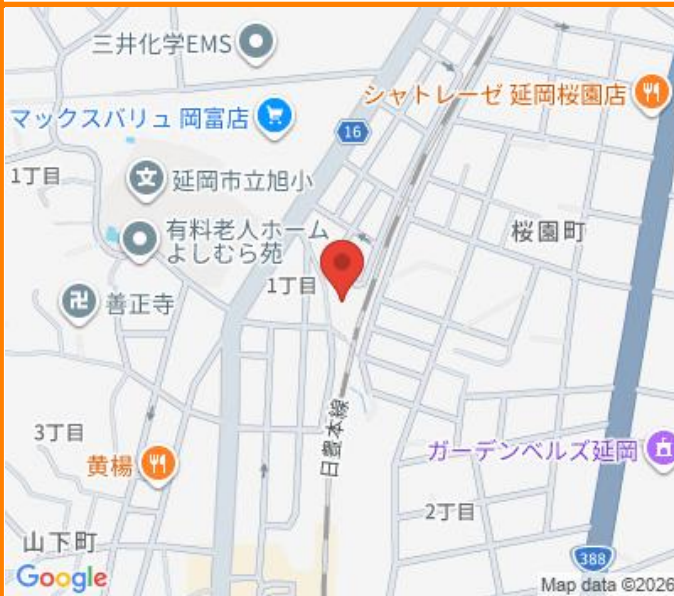 三井化学EMS
シャトレーゼ 延岡桜園店
マックスバリュ 岡富店
16
1丁目
延岡市立旭小
有料老人ホーム
よしむら苑
桜園町
1丁目
善正寺
3丁目
黄楊
日豊本線
ガーデンベルズ延岡
2丁目
山下町
388
Google
Map data ©2026